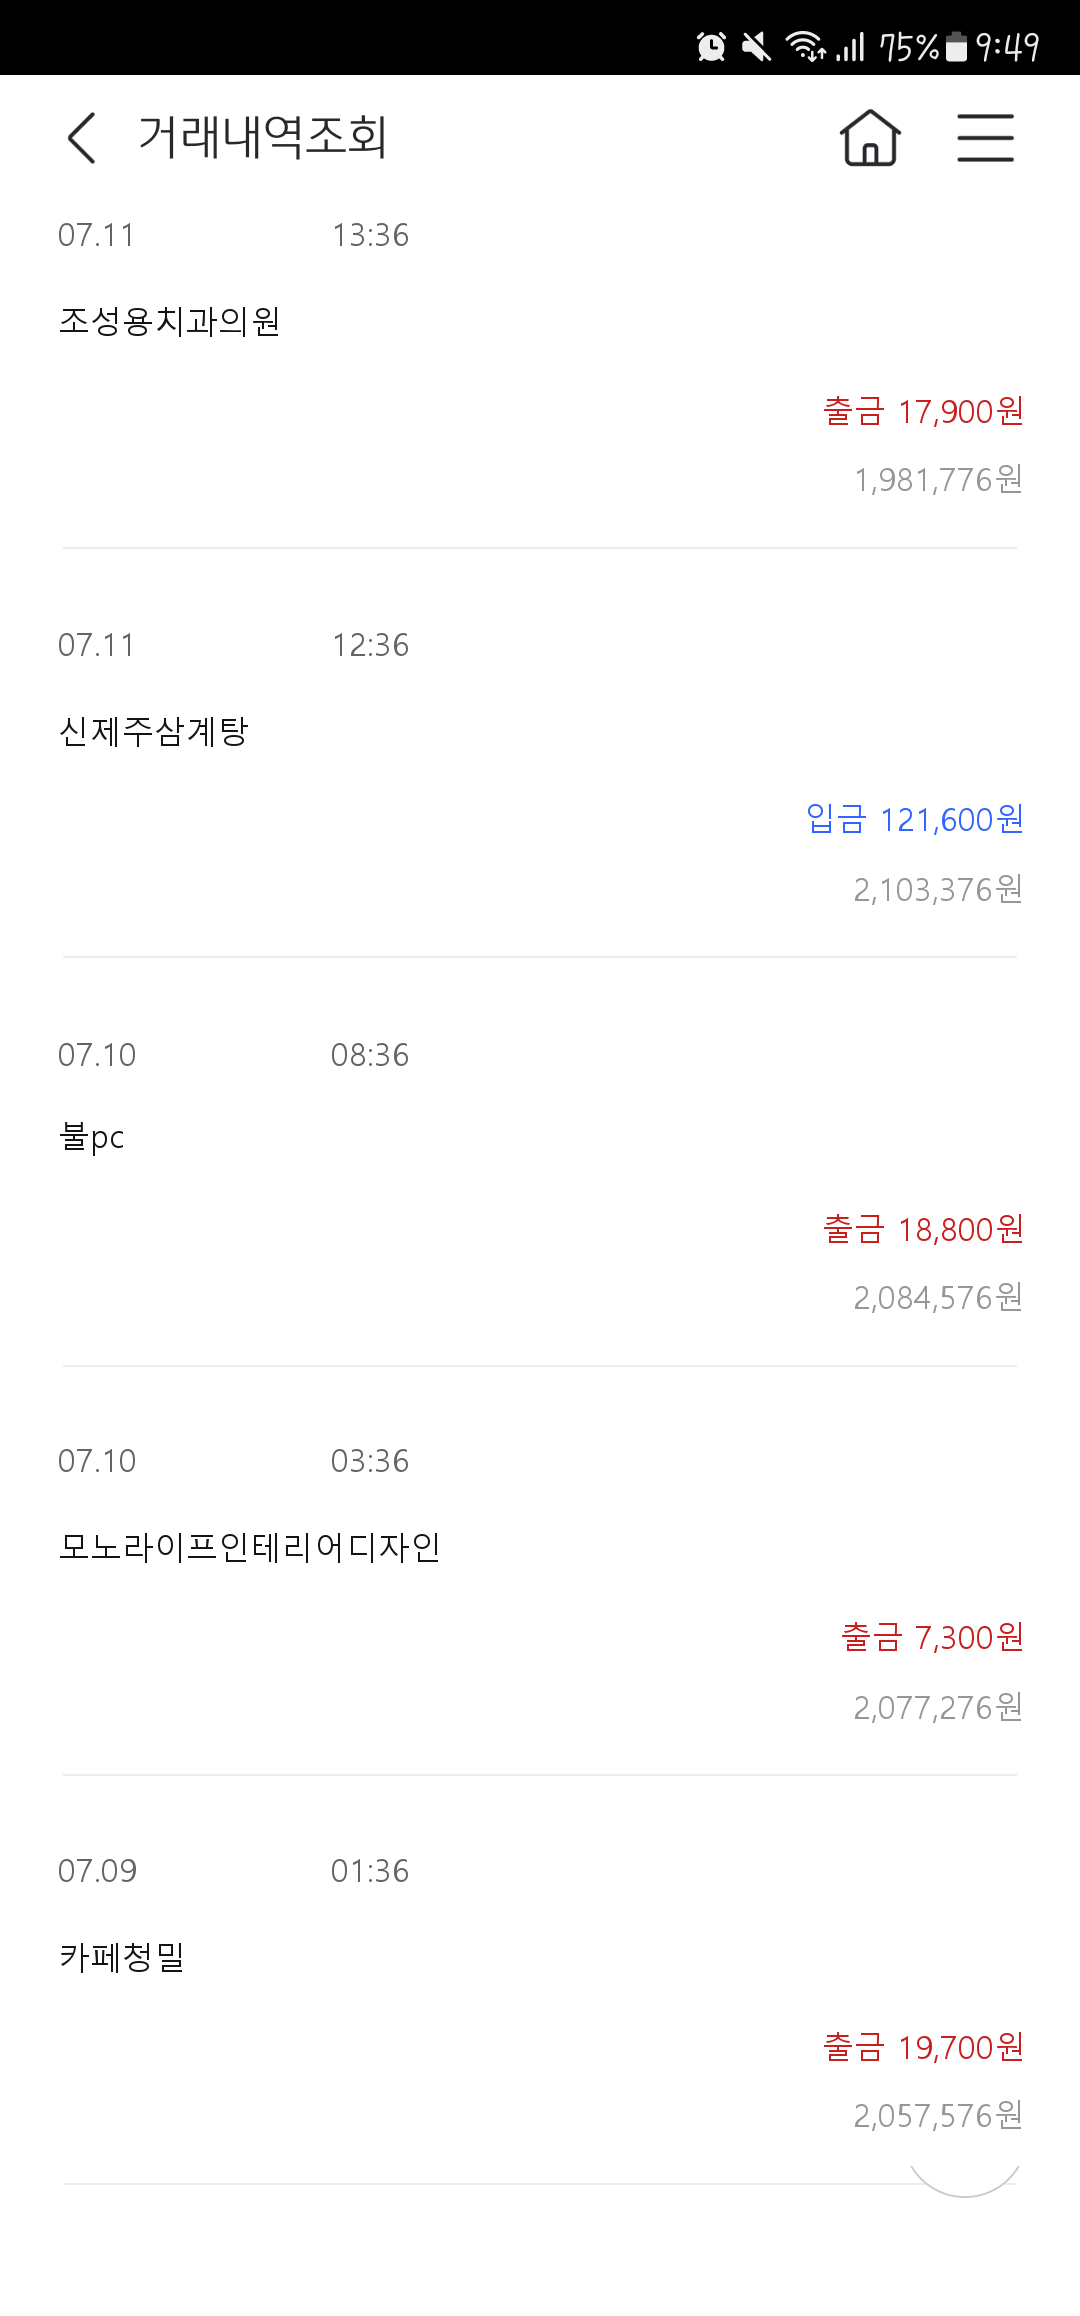 75% 9:49
거래내역조회
07.11 13:36
조성용치과의원
출금 17,900원
1,981,776원
07.11 12:36
신제주삼계탕
입금 121,600원
2,103,376원
07.10 08:36
불pc
출금 18,800원
2,084,576원
07.10 03:36
모노라이프인테리어디자인
출금 7,300원
2,077,276원
07.09 01:36
카페청밀
출금 19,700원
2,057,576원